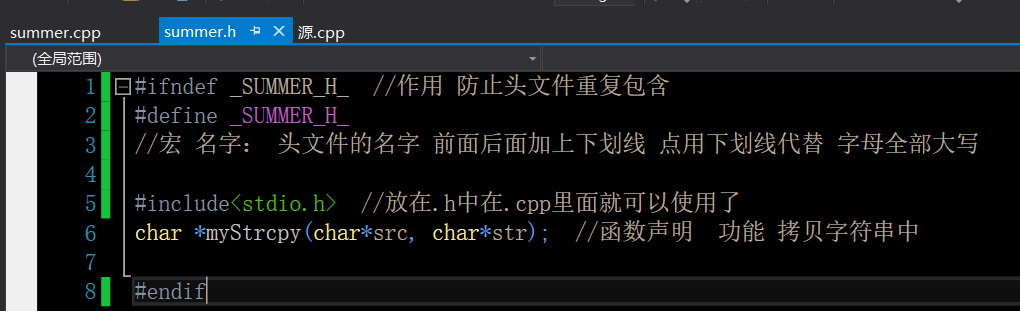 summer.cpp summer.h 源.cpp
(全局范围)
1 #ifndef _SUMMER_H_ //作用 防止头文件重复包含
2 #define _SUMMER_H_
3 //宏 名字： 头文件的名字 前面后面加上下划线 点用下划线代替 字母全部大写
4
5 #include<stdio.h> //放在.h中在.cpp里面就可以使用了
6 char *myStrcpy(char*src, char*str); //函数声明 功能 拷贝字符串中
7
8 #endif